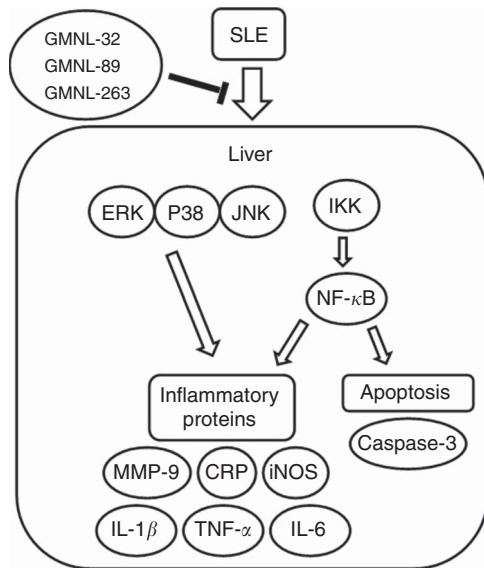 GMNL-32
GMNL-89
GMNL-263
SLE
Liver
ERK P38 JNK
IKK
NF-κB
Inflammatory
proteins
Apoptosis
Caspase-3
MMP-9 CRP iNOS
IL-1β TNF-α IL-6